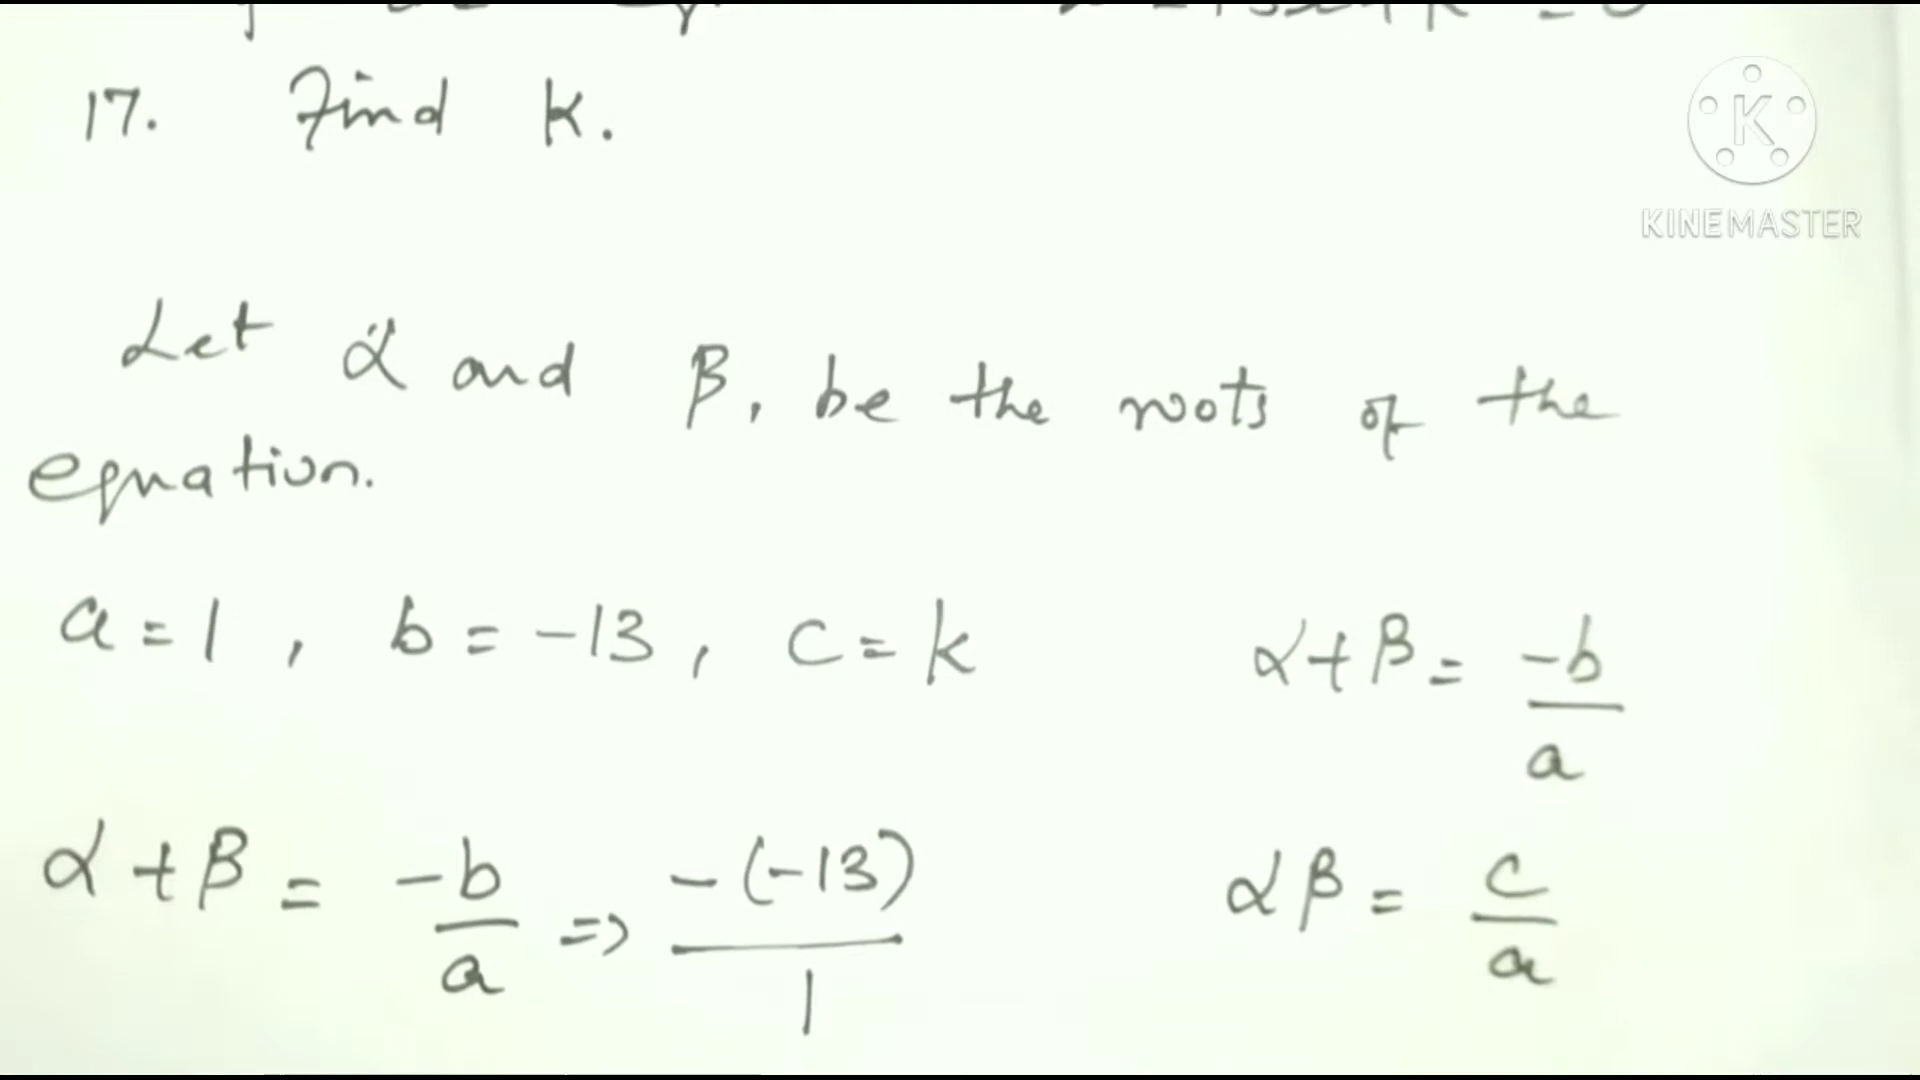 17. Find k.
KINEMASTER
Let α and β, be the roots of the
equation.
a = 1, b = -13, c = k
α+β = -b/a
α+β = -b/a => -(-13)/1
αβ = c/a